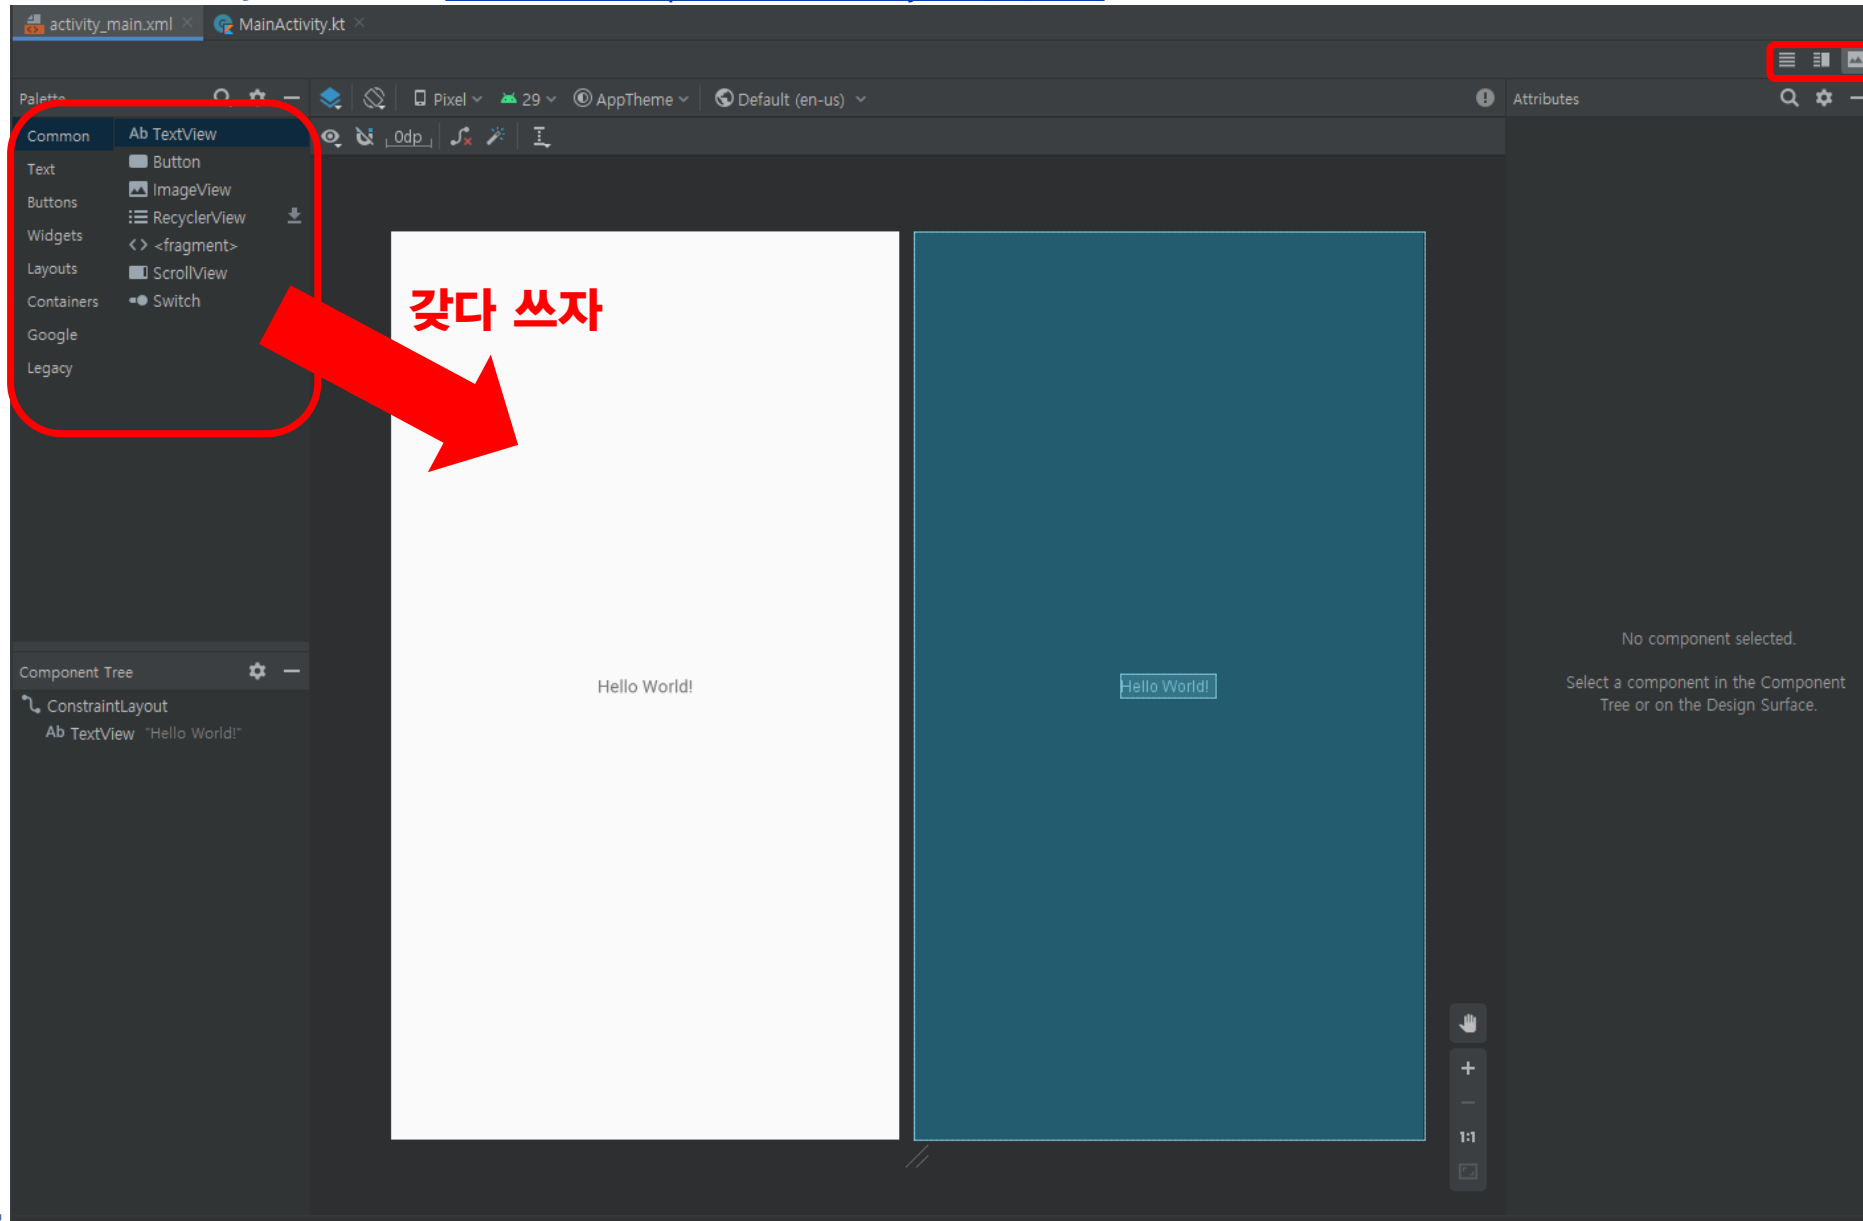 activity_main.xml
MainActivity.kt
Palette
Pixel
29
AppTheme
Default (en-us)
Attributes
Common
Ab TextView
0dp
Text
Button
Buttons
ImageView
Widgets
RecyclerView
Layouts
<fragment>
Containers
ScrollView
Google
Switch
Legacy
갖다 쓰자
Hello World!
Hello World!
No component selected.
Select a component in the Component
Tree or on the Design Surface.
Component Tree
ConstraintLayout
Ab TextView "Hello World!"
1:1